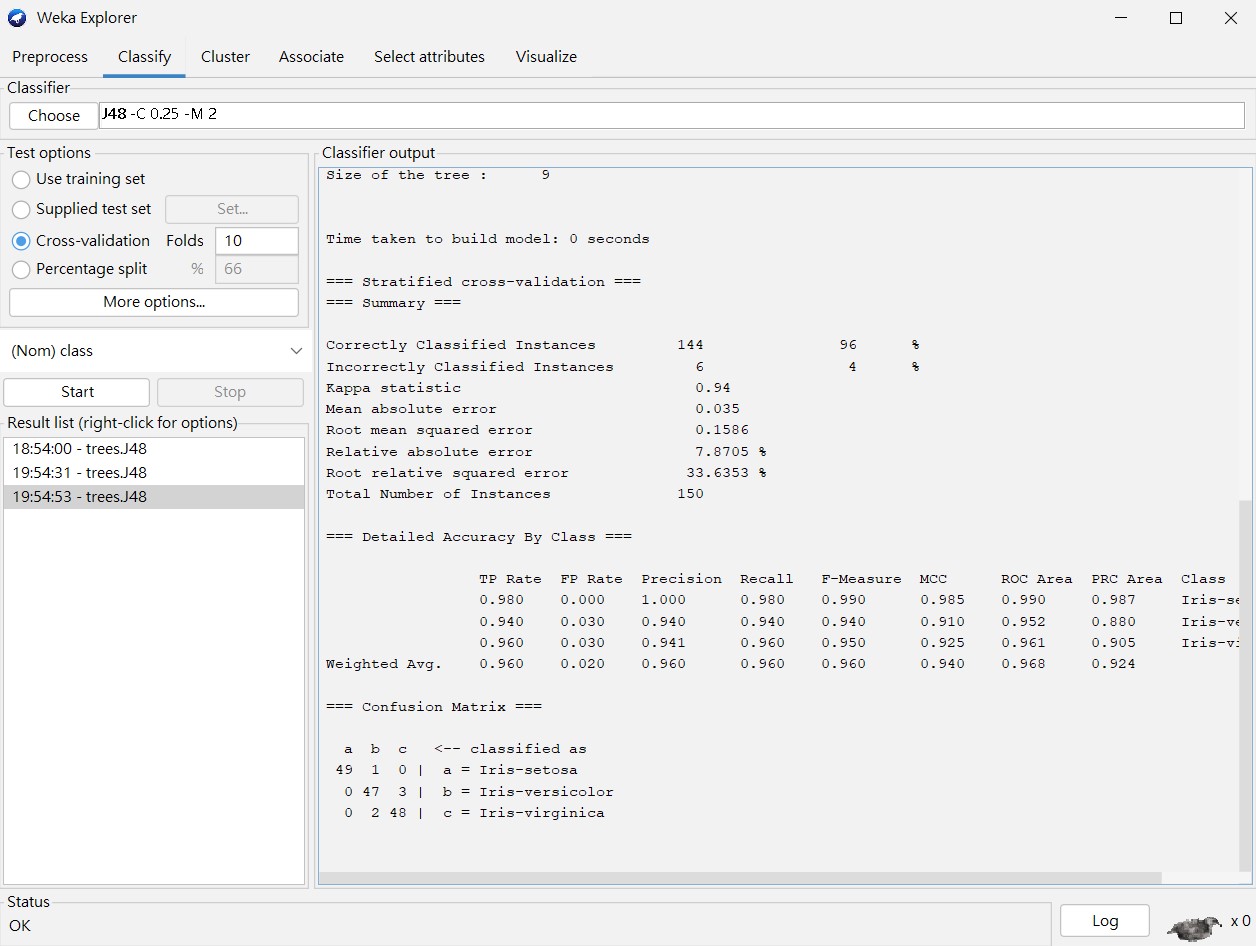 Weka Explorer
Preprocess Classify Cluster Associate Select attributes Visualize
Classifier
Choose J48 -C 0.25 -M 2
Test options
Use training set
Supplied test set Set...
Cross-validation Folds 10
Percentage split % 66
More options...
(Nom) class
Start Stop
Result list (right-click for options)
18:54:00 - trees.J48
19:54:31 - trees.J48
19:54:53 - trees.J48
Classifier output
Size of the tree : 9
Time taken to build model: 0 seconds
=== Stratified cross-validation ===
=== Summary ===
Correctly Classified Instances 144 96 %
Incorrectly Classified Instances 6 4 %
Kappa statistic 0.94
Mean absolute error 0.035
Root mean squared error 0.1586
Relative absolute error 7.8705 %
Root relative squared error 33.6353 %
Total Number of Instances 150
=== Detailed Accuracy By Class ===
TP Rate FP Rate Precision Recall F-Measure MCC ROC Area PRC Area Class
0.980 0.000 1.000 0.980 0.990 0.985 0.990 0.987 Iris-se
0.940 0.030 0.940 0.940 0.940 0.910 0.952 0.880 Iris-ve
0.960 0.030 0.941 0.960 0.950 0.925 0.961 0.905 Iris-vi
Weighted Avg. 0.960 0.020 0.960 0.960 0.960 0.940 0.968 0.924
=== Confusion Matrix ===
a b c <-- classified as
49 1 0 | a = Iris-setosa
0 47 3 | b = Iris-versicolor
0 2 48 | c = Iris-virginica
Status
OK
Log x 0